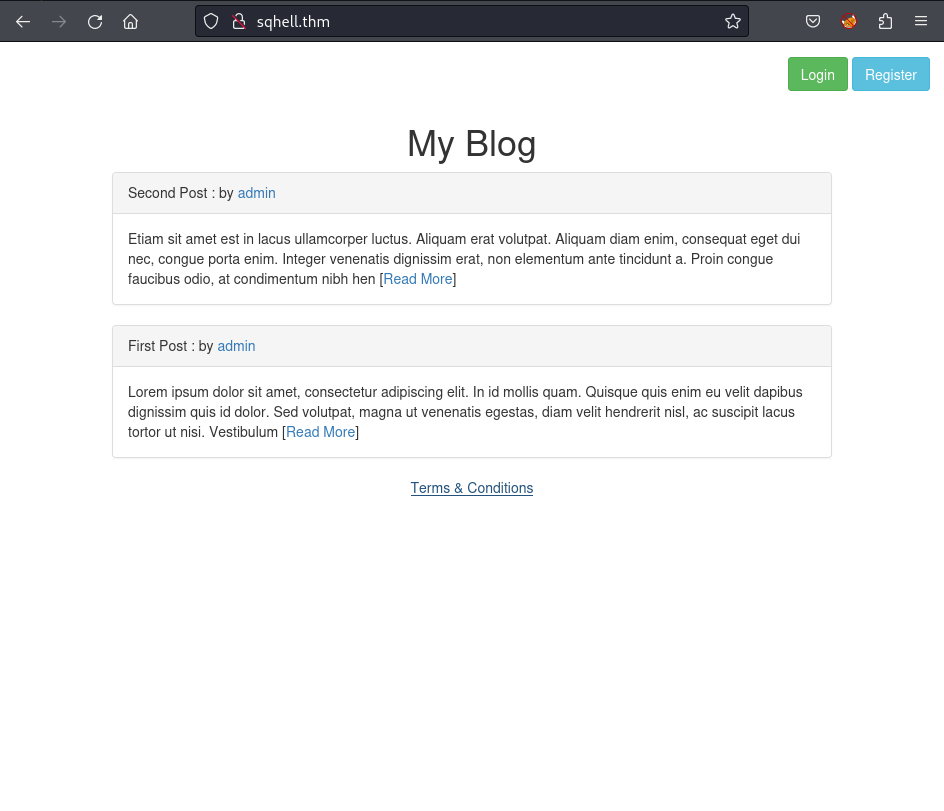 sqhell.thm
Login Register
My Blog
Second Post : by admin
Etiam sit amet est in lacus ullamcorper luctus. Aliquam erat volutpat. Aliquam diam enim, consequat eget dui
nec, congue porta enim. Integer venenatis dignissim erat, non elementum ante tincidunt a. Proin congue
faucibus odio, at condimentum nibh hen [Read More]
First Post : by admin
Lorem ipsum dolor sit amet, consectetur adipiscing elit. In id mollis quam. Quisque quis enim eu velit dapibus
dignissim quis id dolor. Sed volutpat, magna ut venenatis egestas, diam velit hendrerit nisl, ac suscipit lacus
tortor ut nisi. Vestibulum [Read More]
Terms & Conditions